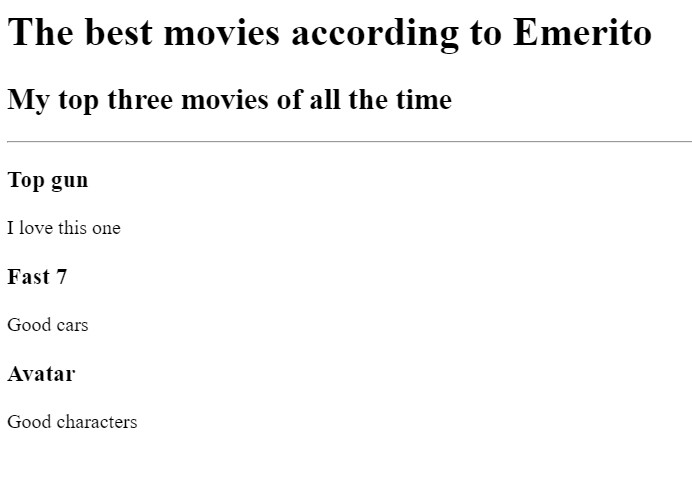 The best movies according to Emerito
My top three movies of all the time
Top gun
I love this one
Fast 7
Good cars
Avatar
Good characters